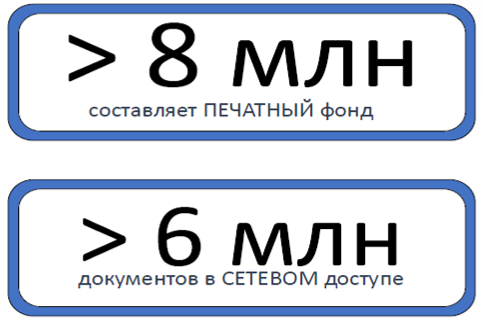 > 8 млн
составляет ПЕЧАТНЫЙ фонд
> 6 млн
документов в СЕТЕВОМ доступе